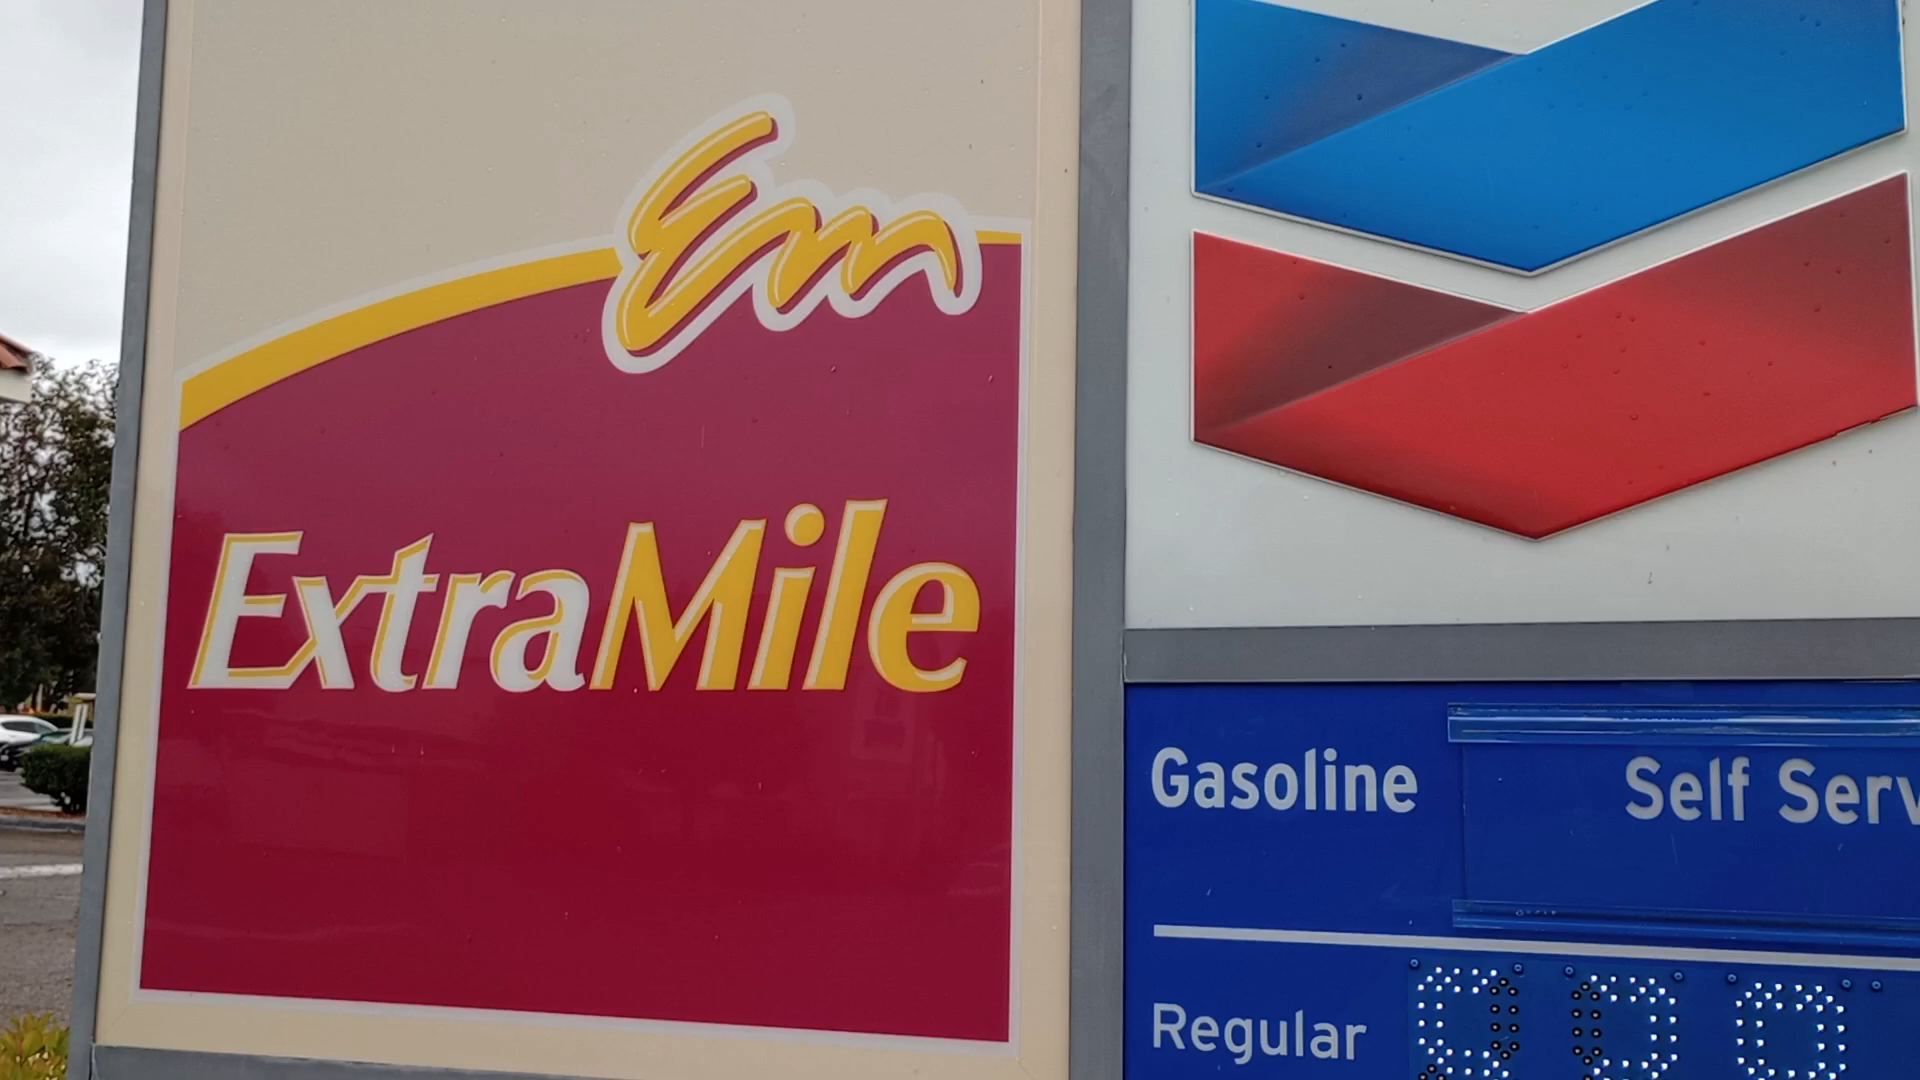 Em
ExtraMile
Gasoline
Self Serv
Regular